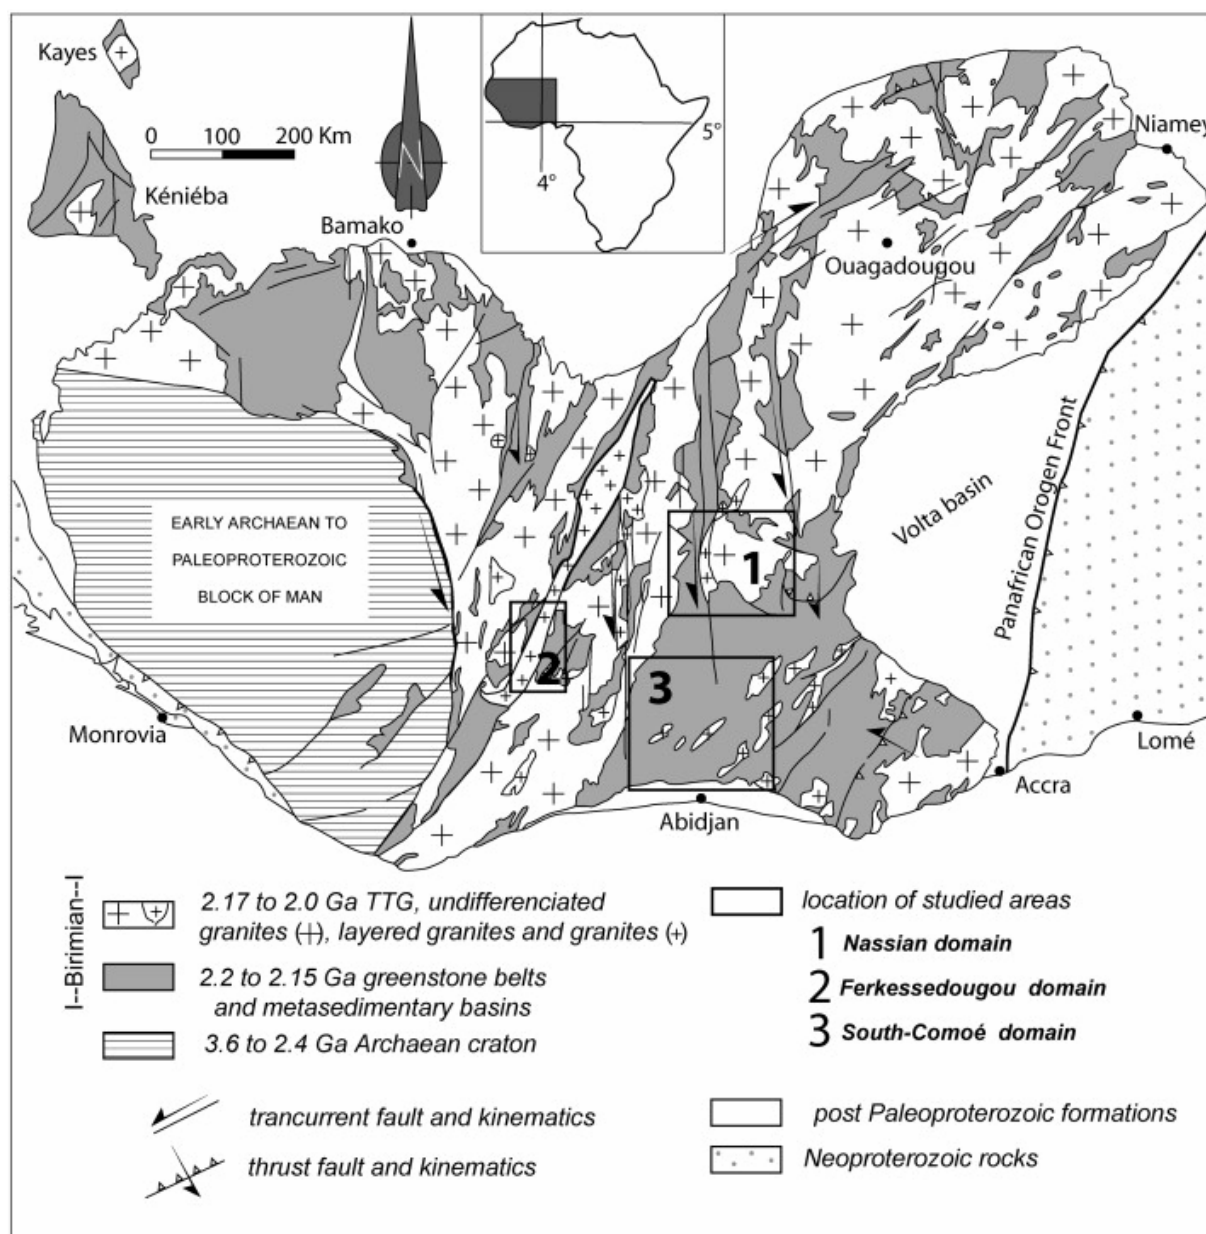 Kayes
0 100 200 Km
N
5°
4°
Niamey
Kéniéba
Bamako
Ouagadougou
EARLY ARCHAEAN TO
PALEOPROTEROZOIC
BLOCK OF MAN
Volta basin
Panafrican Orogen Front
1
2
3
Monrovia
Lomé
Accra
Abidjan
I--Birimian--I
2.17 to 2.0 Ga TTG, undifferenciated
granites (+), layered granites and granites (+)
2.2 to 2.15 Ga greenstone belts
and metasedimentary basins
3.6 to 2.4 Ga Archaean craton
trancurrent fault and kinematics
thrust fault and kinematics
location of studied areas
1 Nassian domain
2 Ferkessedougou domain
3 South-Comoé domain
post Paleoproterozoic formations
Neoproterozoic rocks